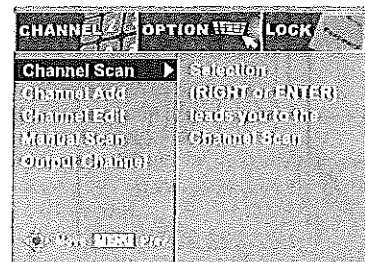 CHANNEL OPTION LOCK
Channel Scan
Channel Add
Channel Edit
Manual Scan
Output Channel
Selection
(RIGHT or ENTER)
leads you to the
Channel Scan
Move MENU Prev